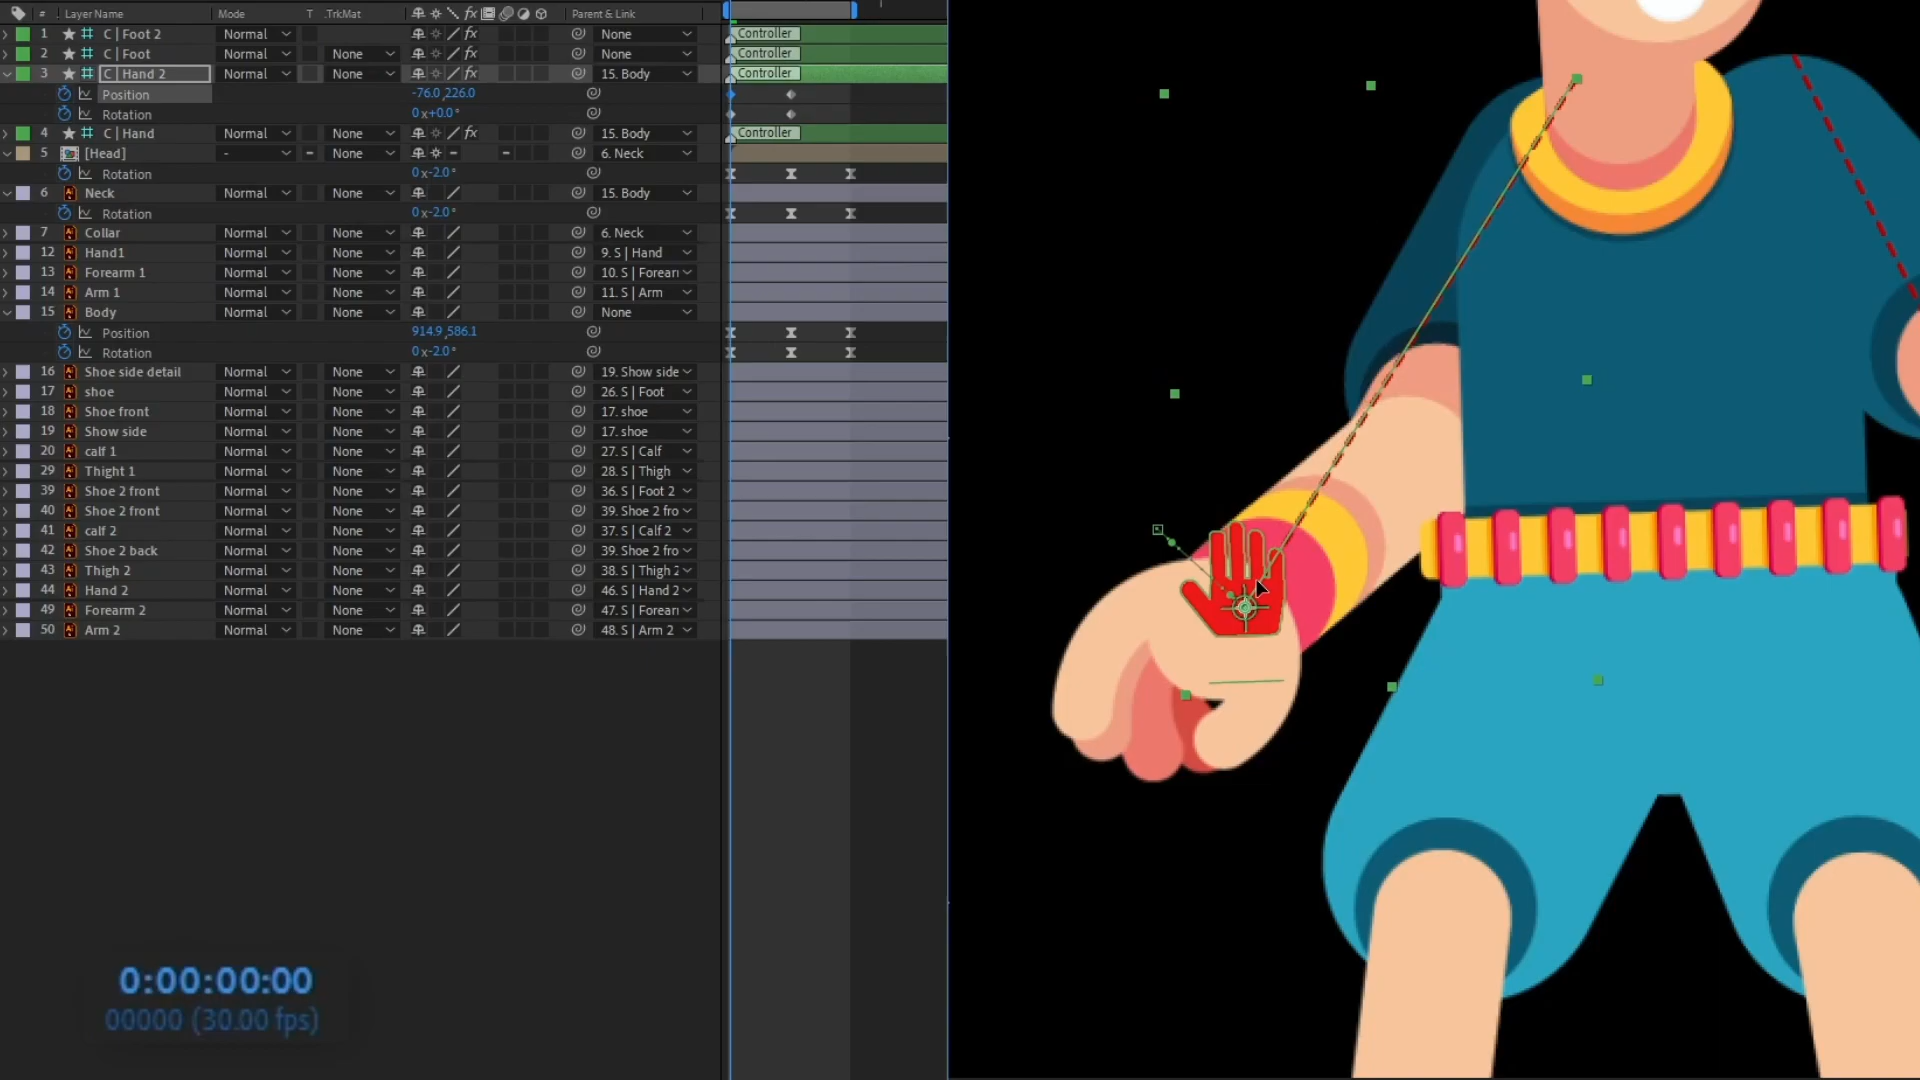 # Layer Name Mode T .TrkMat fx Parent & Link
1 C | Foot 2 Normal fx None Controller
2 C | Foot Normal None fx None Controller
3 C | Hand 2 Normal None fx 15. Body Controller
Position -76.0,226.0
Rotation 0x+0.0°
4 C | Hand Normal None fx 15. Body Controller
5 [Head] - None 6. Neck
Rotation 0x-2.0°
6 Neck Normal None 15. Body
Rotation 0x-2.0°
7 Collar Normal None 6. Neck
12 Hand1 Normal None 9. S | Hand
13 Forearm 1 Normal None 10. S | Forearı
14 Arm 1 Normal None 11. S | Arm
15 Body Normal None None
Position 914.9,586.1
Rotation 0x-2.0°
16 Shoe side detail Normal None 19. Show side
17 shoe Normal None 26. S | Foot
18 Shoe front Normal None 17. shoe
19 Show side Normal None 17. shoe
20 calf 1 Normal None 27. S | Calf
29 Thight 1 Normal None 28. S | Thigh
39 Shoe 2 front Normal None 36. S | Foot 2
40 Shoe 2 front Normal None 39. Shoe 2 fro
41 calf 2 Normal None 37. S | Calf 2
42 Shoe 2 back Normal None 39. Shoe 2 fro
43 Thigh 2 Normal None 38. S | Thigh 2
44 Hand 2 Normal None 46. S | Hand 2
49 Forearm 2 Normal None 47. S | Forearı
50 Arm 2 Normal None 48. S | Arm 2
0:00:00:00
00000 (30.00 fps)